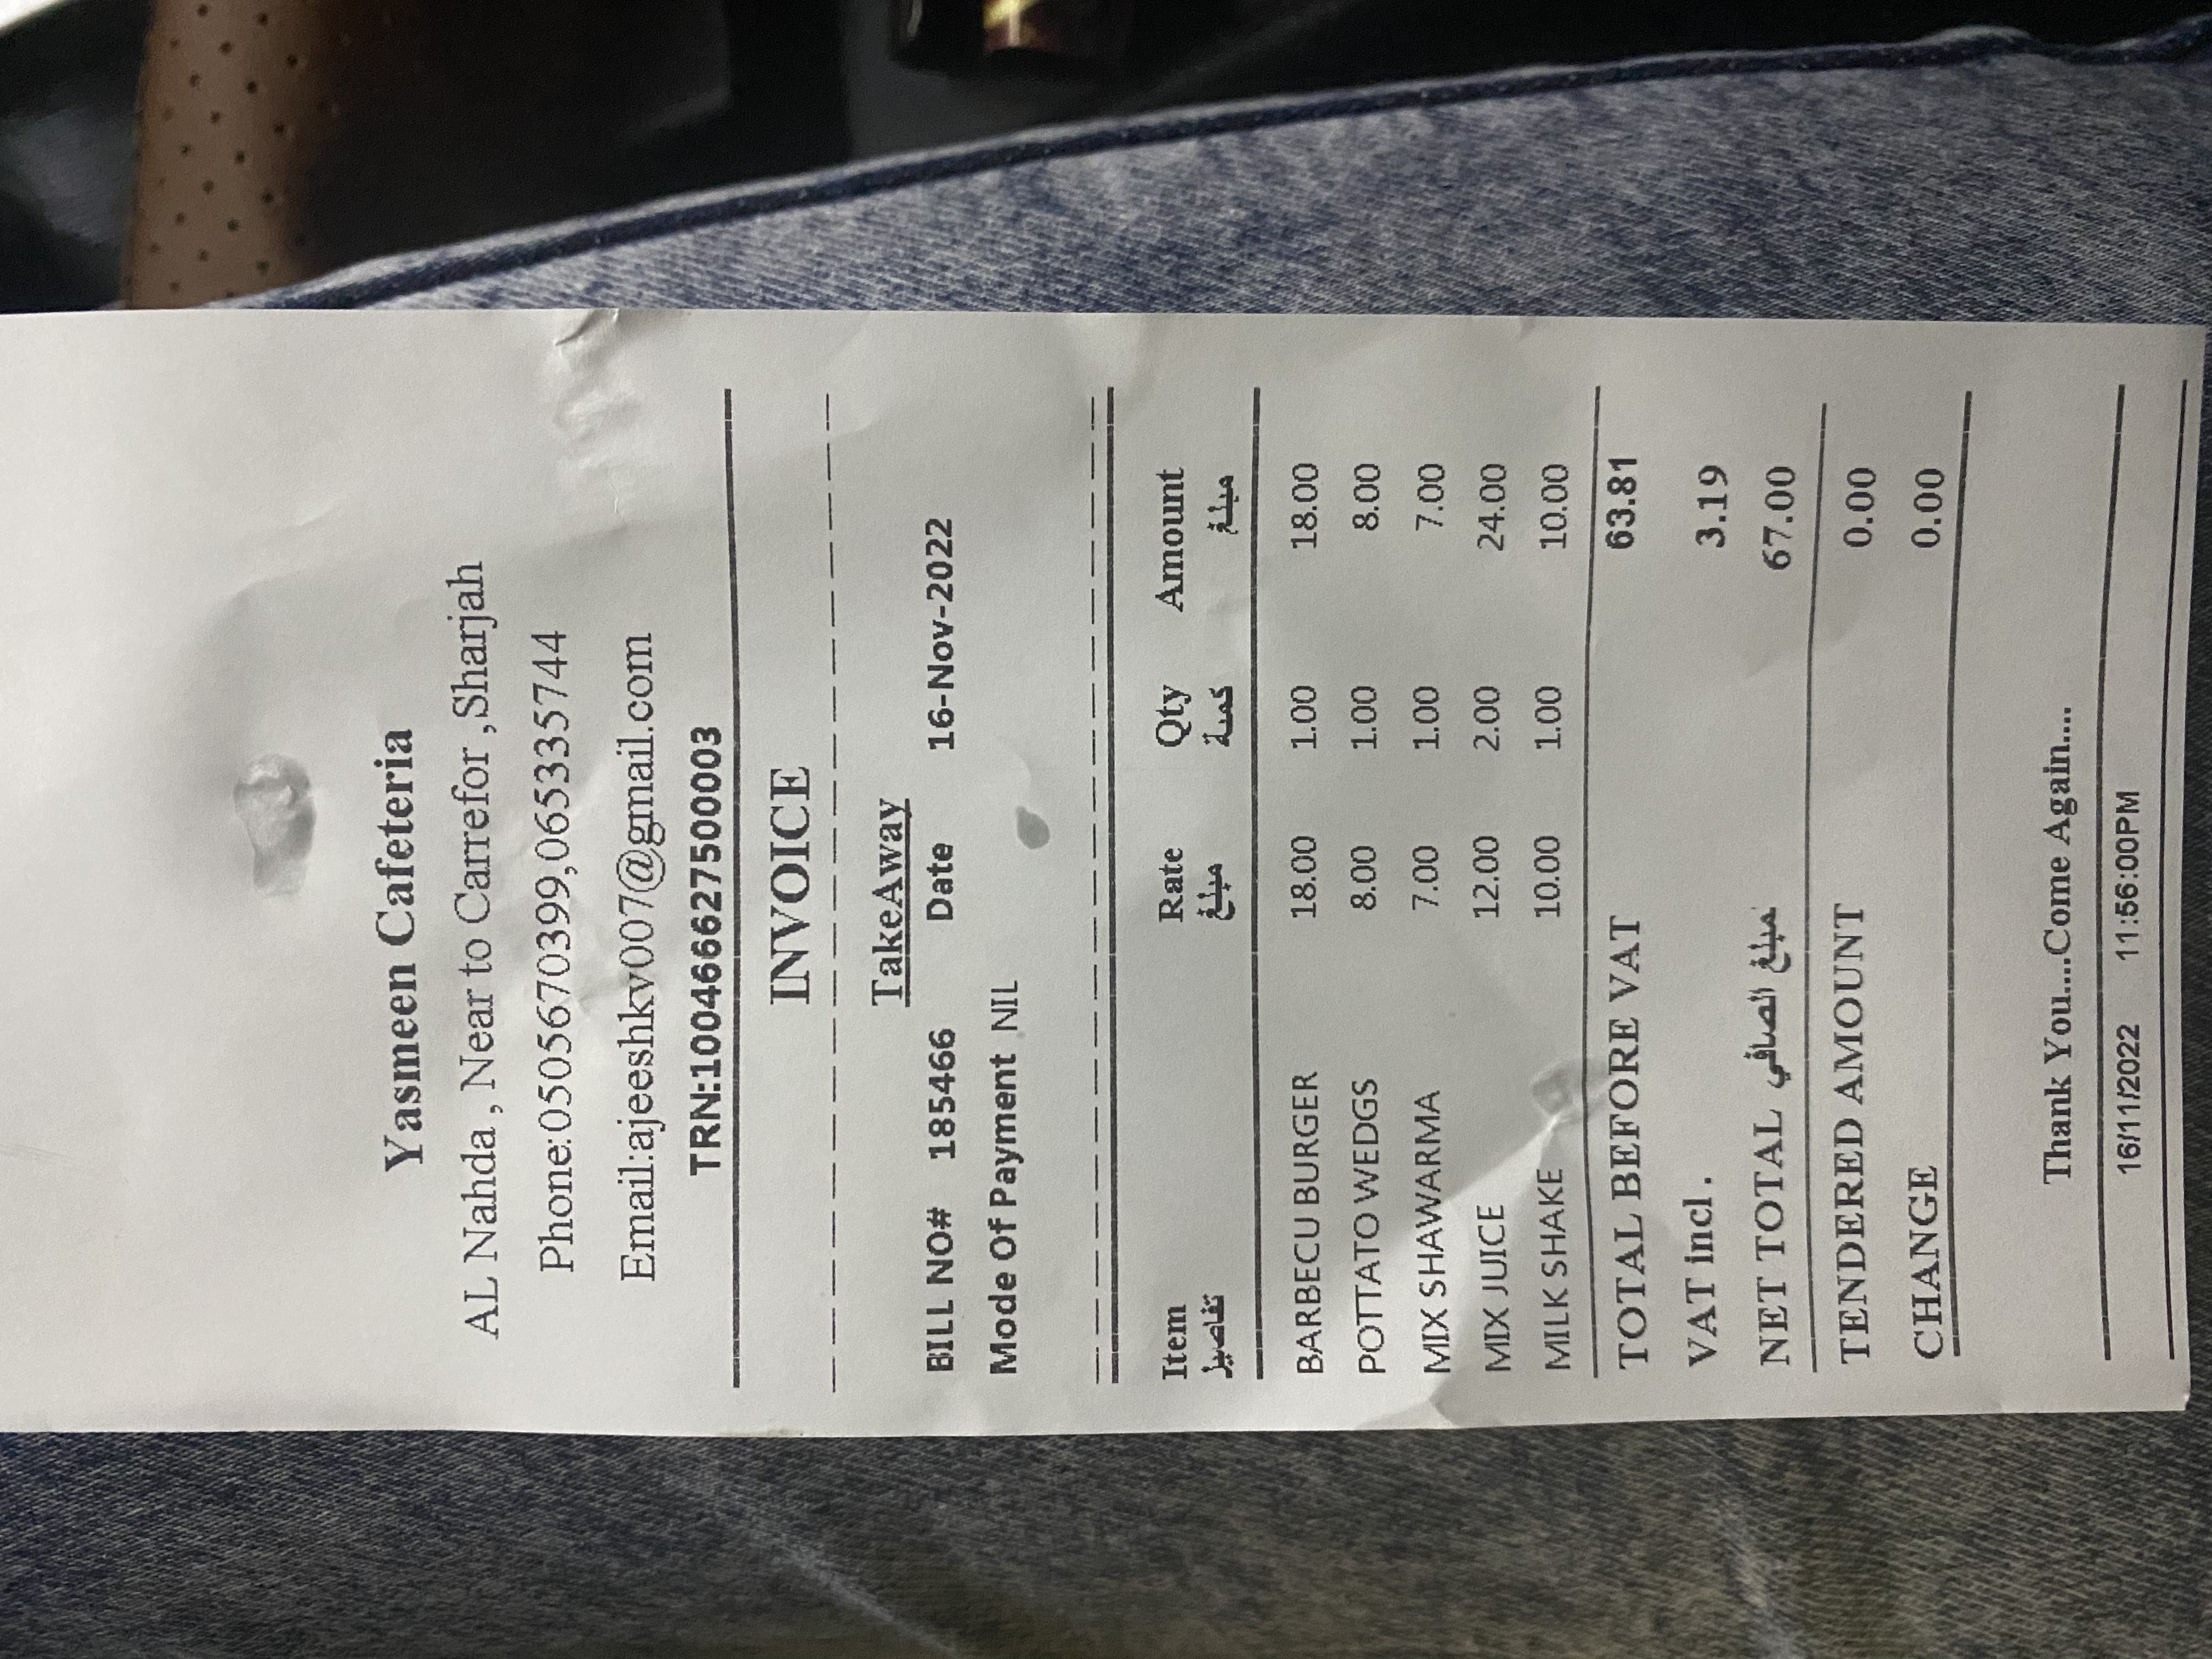 Yasmeen Cafeteria
AL Nahda , Near to Carrefor ,Sharjah
Phone:0505670399,065335744
Email:ajeeshkv007@gmail.com
TRN:100466627500003
INVOICE
TakeAway
BILL NO# 185466 Date 16-Nov-2022
Mode Of Payment NIL
Item Rate Qty Amount
تفاصيل مبلغ كمية مبلغ
BARBECU BURGER 18.00 1.00 18.00
POTTATO WEDGS 8.00 1.00 8.00
MIX SHAWARMA 7.00 1.00 7.00
MIX JUICE 12.00 2.00 24.00
MILK SHAKE 10.00 1.00 10.00
TOTAL BEFORE VAT 63.81
VAT incl. 3.19
NET TOTAL مبلغ الصافي 67.00
TENDERED AMOUNT 0.00
CHANGE 0.00
Thank You...Come Again....
16/11/2022 11:56:00PM